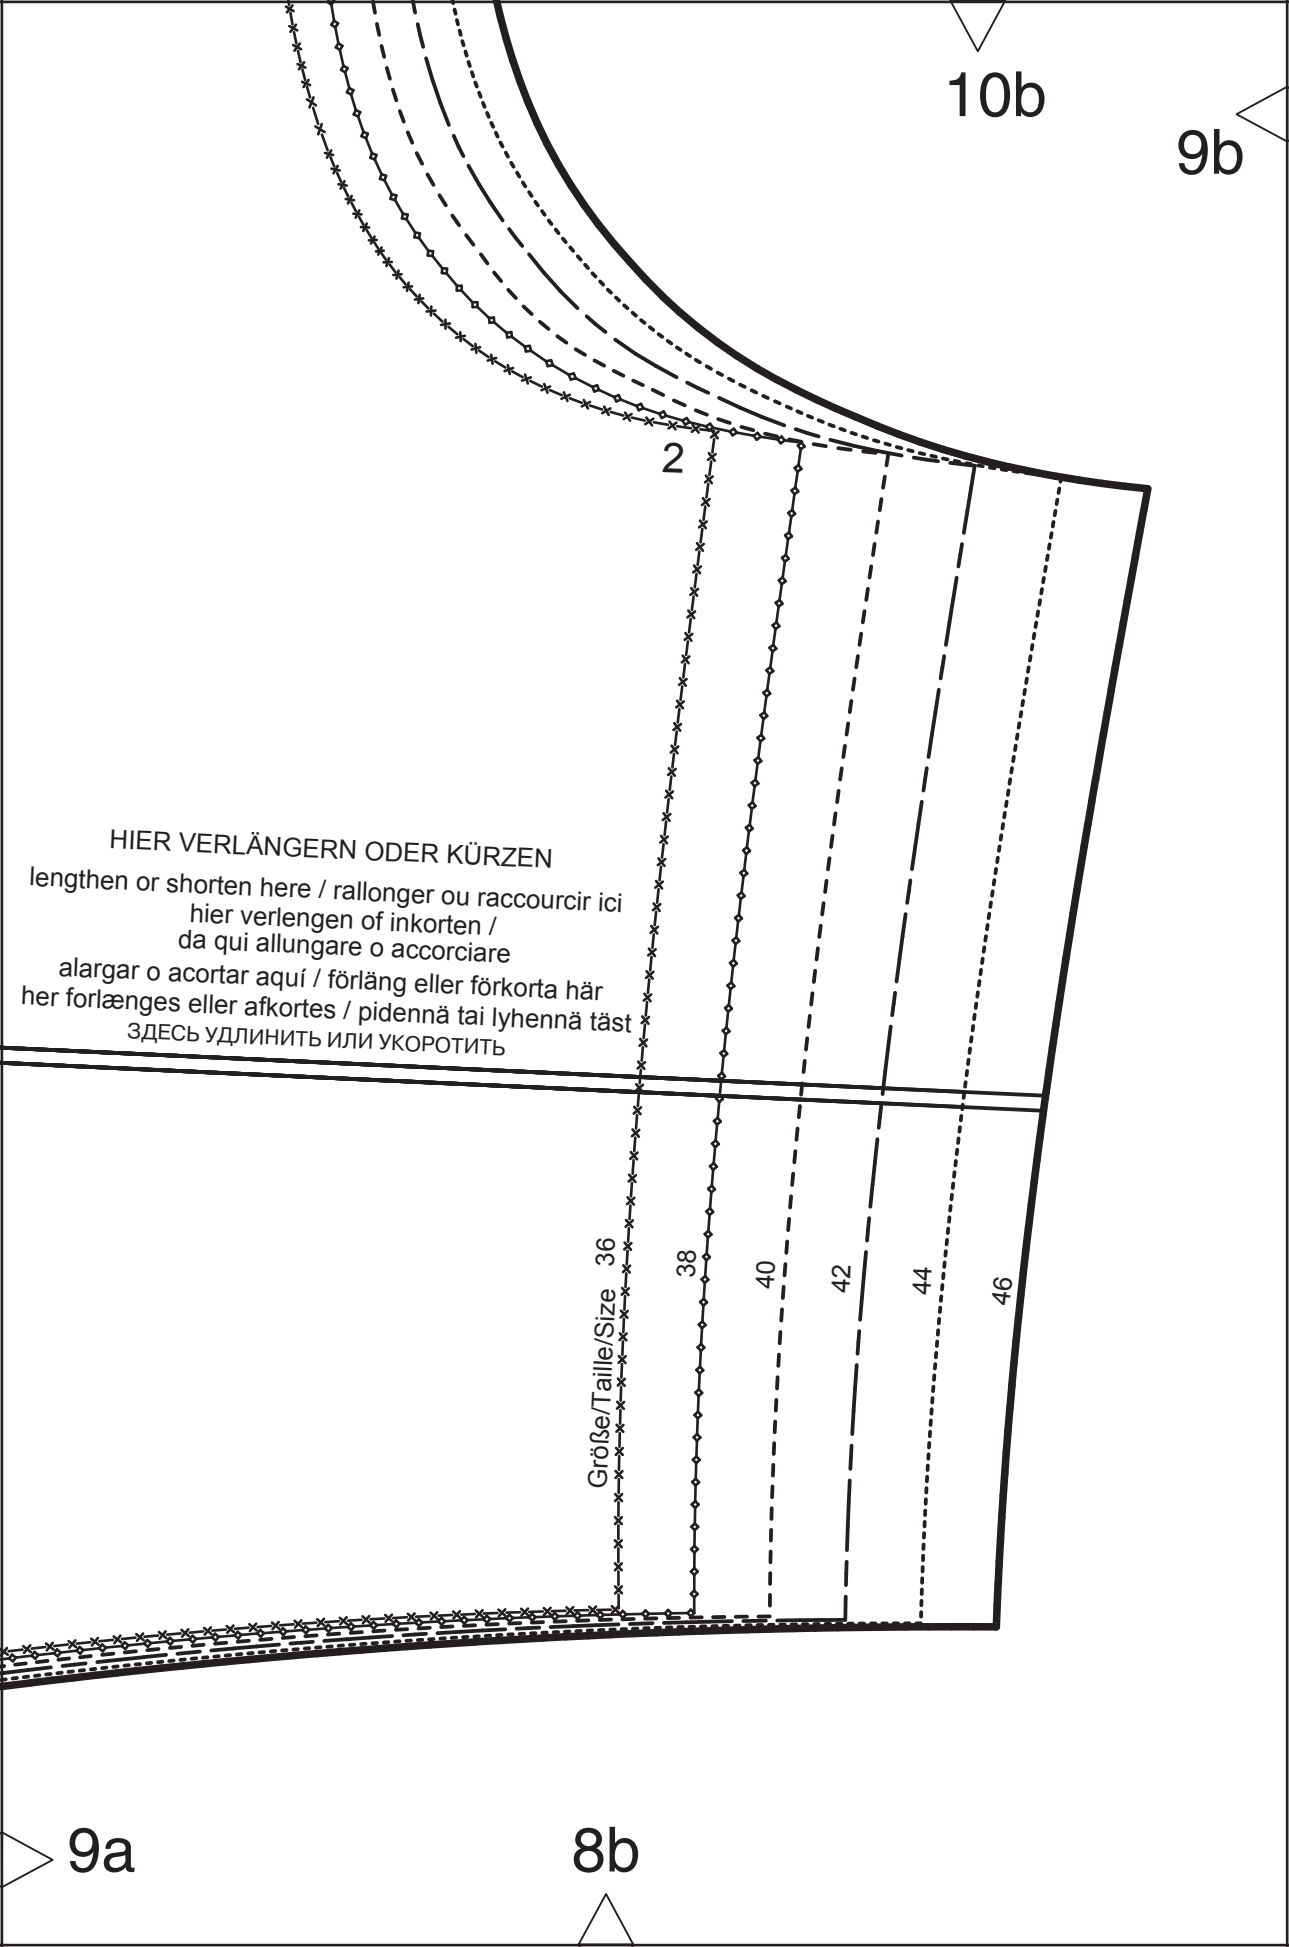 10b
9b
2
HIER VERLÄNGERN ODER KÜRZEN
lengthen or shorten here / rallonger ou raccourcir ici
hier verlengen of inkorten /
da qui allungare o accorciare
alargar o acortar aquí / förläng eller förkorta här
her forlænges eller afkortes / pidennä tai lyhennä täst
ЗДЕСЬ УДЛИНИТЬ ИЛИ УКОРОТИТЬ
Größe/Taille/Size 36
38
40
42
44
46
9a
8b